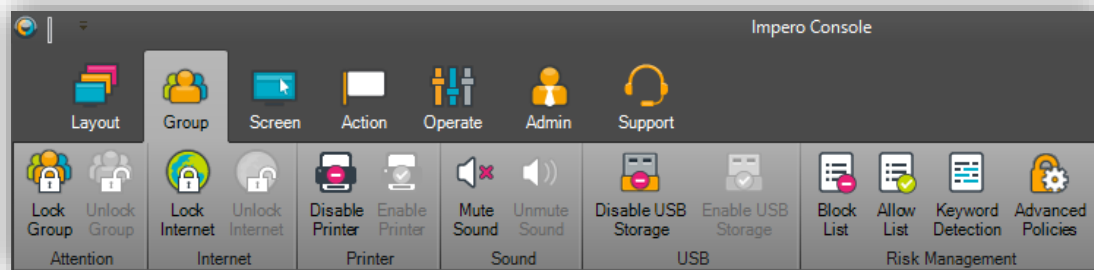 Impero Console
Layout Group Screen Action Operate Admin Support
Lock Group Unlock Group Lock Internet Unlock Internet Disable Printer Enable Printer Mute Sound Unmute Sound Disable USB Storage Enable USB Storage Block List Allow List Keyword Detection Advanced Policies
Attention Internet Printer Sound USB Risk Management